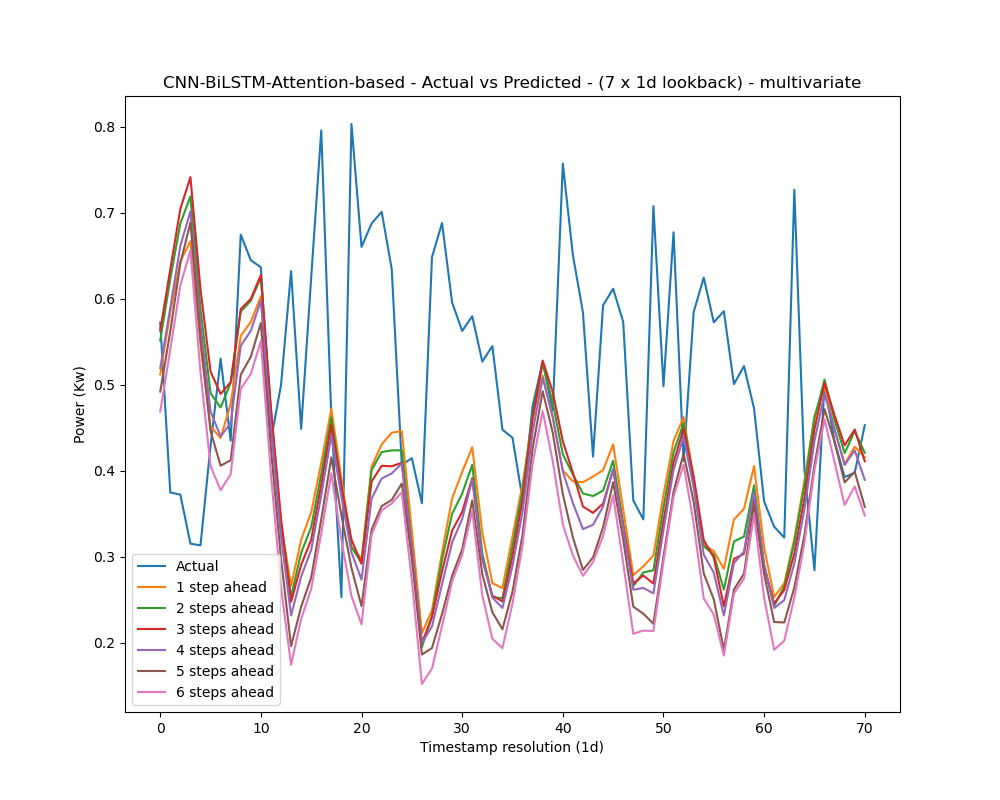 CNN-BiLSTM-Attention-based - Actual vs Predicted - (7 x 1d lookback) - multivariate
0.8
0.7
0.6
0.5
0.4
0.3
0.2
Power (Kw)
Actual
1 step ahead
2 steps ahead
3 steps ahead
4 steps ahead
5 steps ahead
6 steps ahead
0 10 20 30 40 50 60 70
Timestamp resolution (1d)